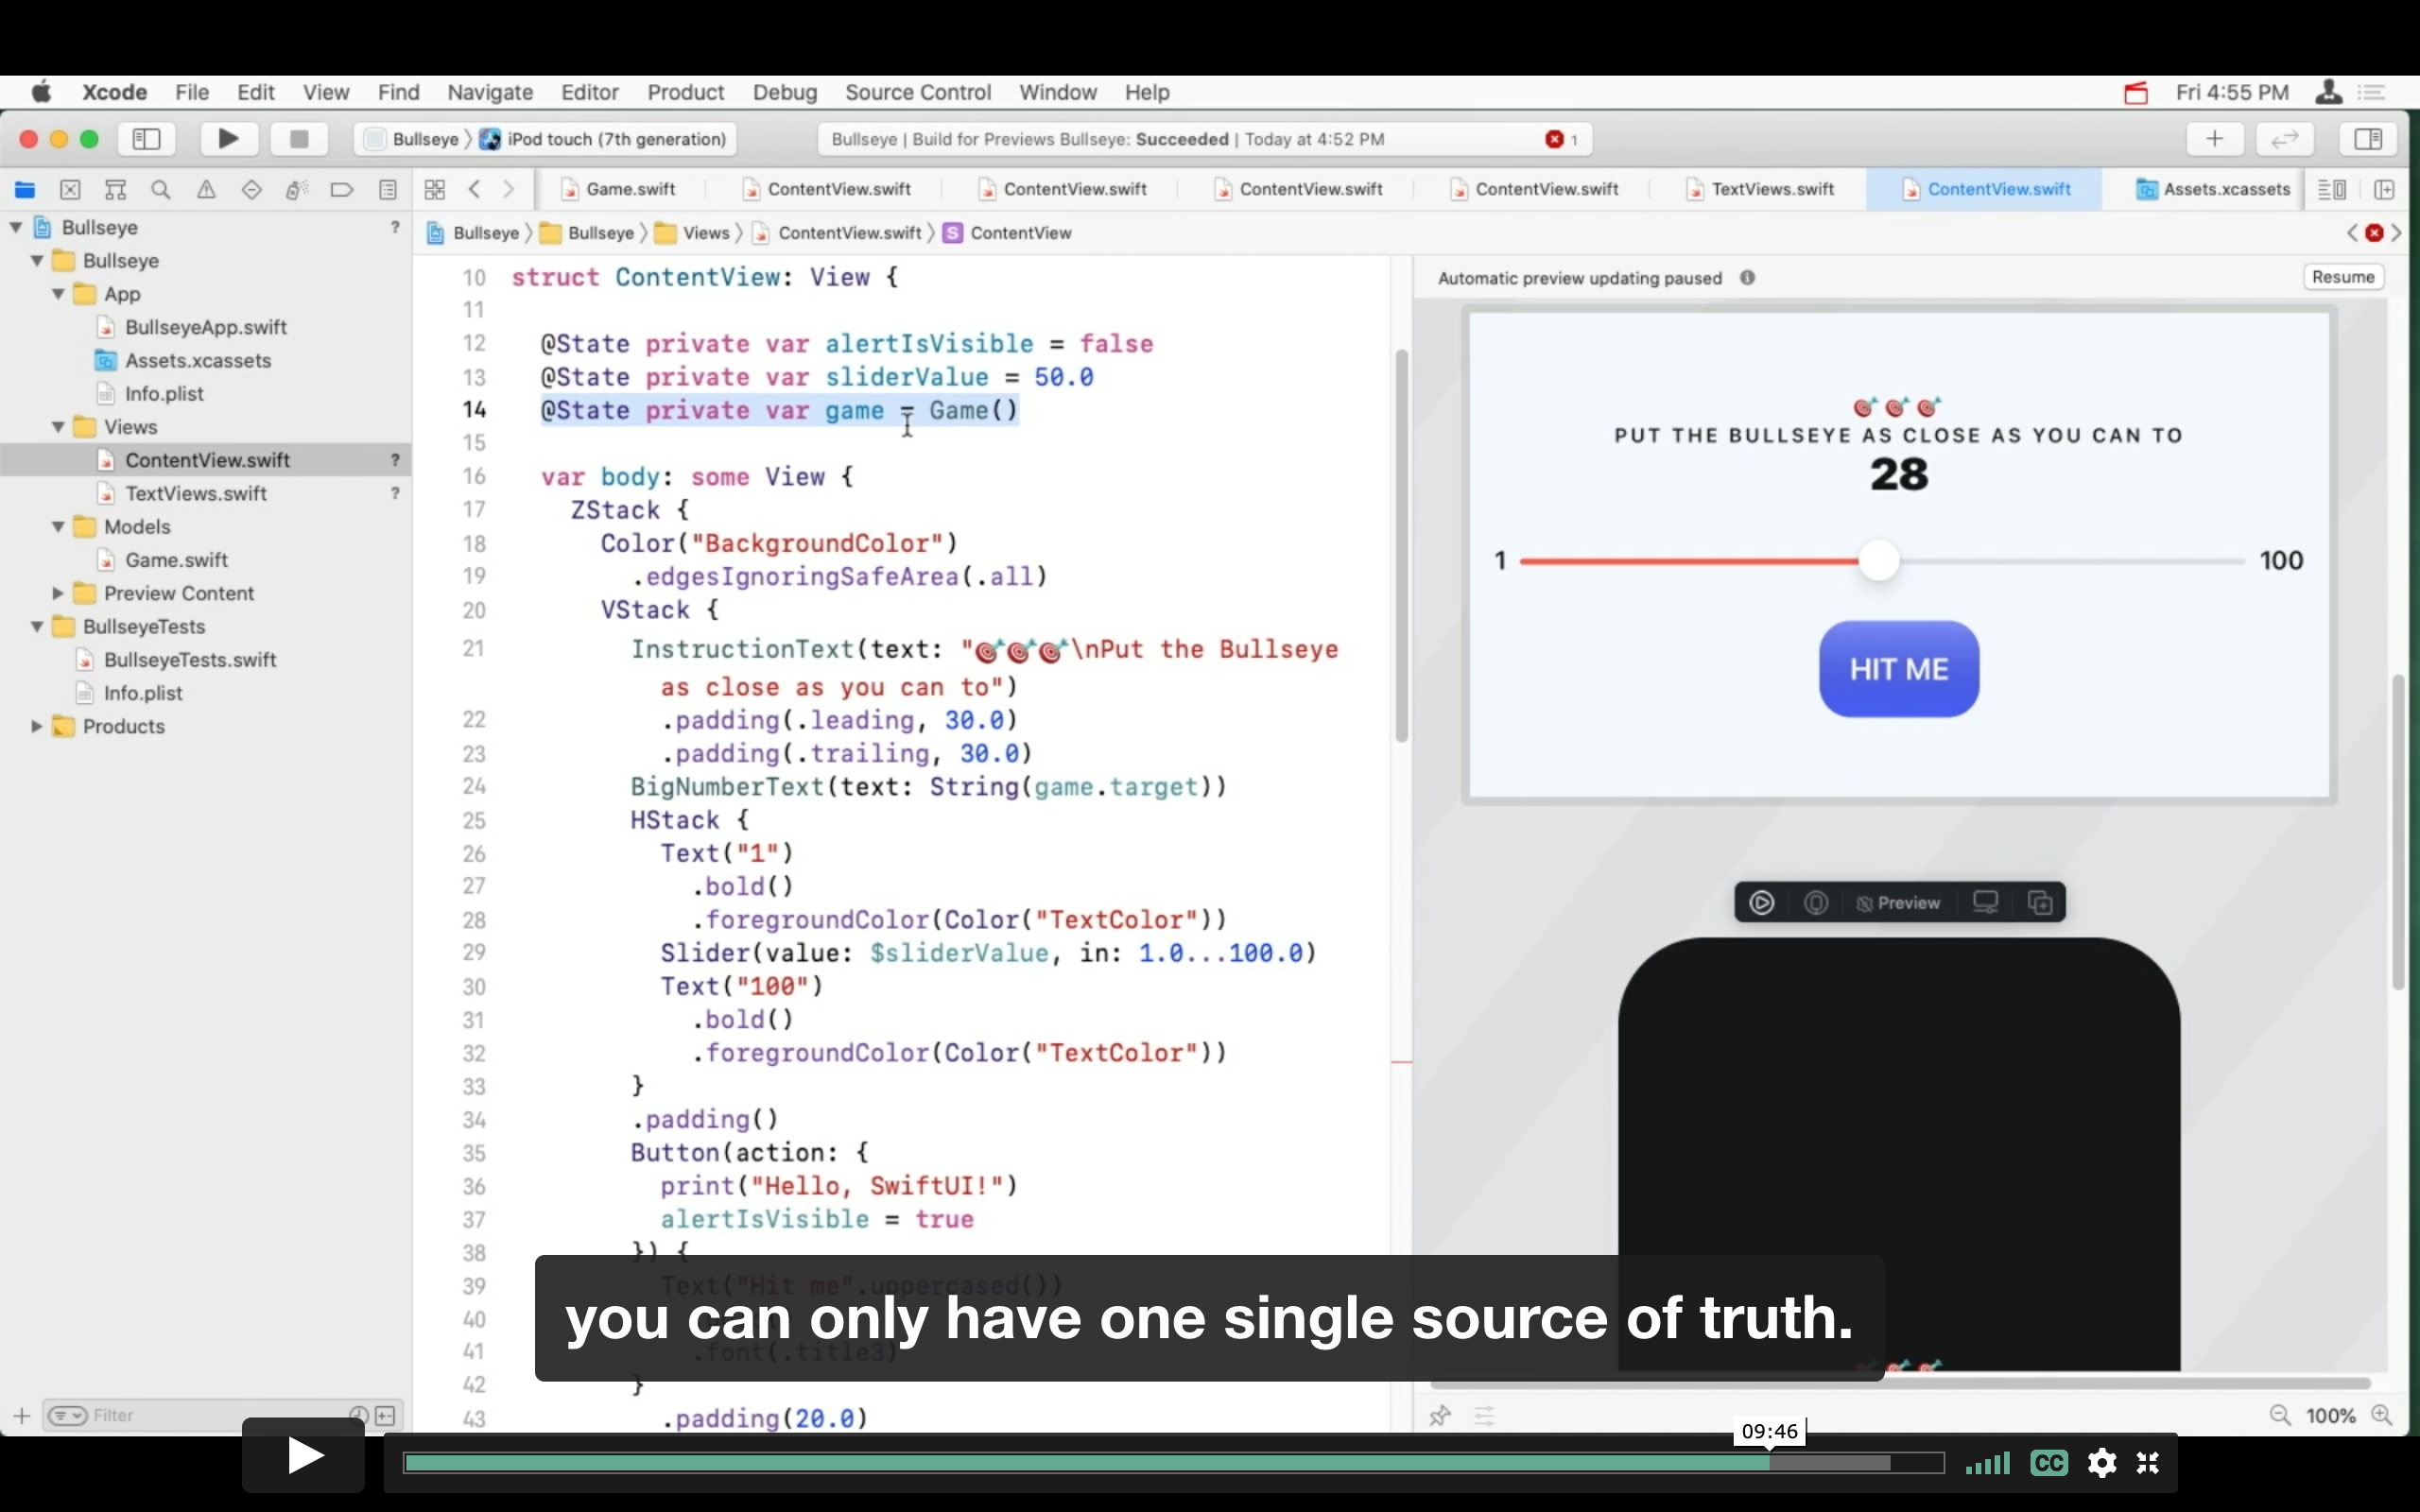 Xcode File Edit View Find Navigate Editor Product Debug Source Control Window Help Fri 4:55 PM
Bullseye iPod touch (7th generation) Bullseye | Build for Previews Bullseye: Succeeded | Today at 4:52 PM 1
Game.swift ContentView.swift ContentView.swift ContentView.swift ContentView.swift TextViews.swift ContentView.swift Assets.xcassets
Bullseye ?
Bullseye
App
BullseyeApp.swift
Assets.xcassets
Info.plist
Views
ContentView.swift ?
TextViews.swift ?
Models
Game.swift
Preview Content
BullseyeTests
BullseyeTests.swift
Info.plist
Products
Filter
Bullseye Bullseye Views ContentView.swift S ContentView
10 struct ContentView: View {
11
12 @State private var alertIsVisible = false
13 @State private var sliderValue = 50.0
14 @State private var game = Game()
15
16 var body: some View {
17 ZStack {
18 Color("BackgroundColor")
19 .edgesIgnoringSafeArea(.all)
20 VStack {
21 InstructionText(text: "🎯🎯🎯\nPut the Bullseye
as close as you can to")
22 .padding(.leading, 30.0)
23 .padding(.trailing, 30.0)
24 BigNumberText(text: String(game.target))
25 HStack {
26 Text("1")
27 .bold()
28 .foregroundColor(Color("TextColor"))
29 Slider(value: $sliderValue, in: 1.0...100.0)
30 Text("100")
31 .bold()
32 .foregroundColor(Color("TextColor"))
33 }
34 .padding()
35 Button(action: {
36 print("Hello, SwiftUI!")
37 alertIsVisible = true
38 }) {
39 Text("Hit me".uppercased())
40
41 .font(.title3)
42 }
43 .padding(20.0)
Automatic preview updating paused Resume
🎯🎯🎯
PUT THE BULLSEYE AS CLOSE AS YOU CAN TO
28
1 100
HIT ME
Preview
100%
you can only have one single source of truth.
09:46
CC